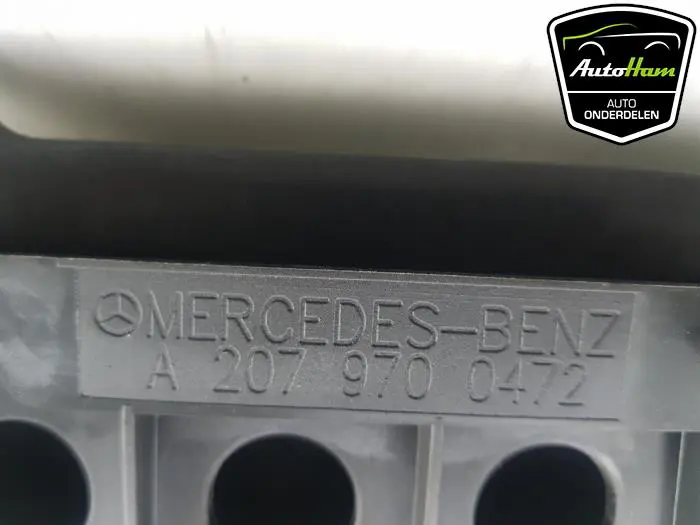 AutoHam
AUTO
ONDERDELEN
MERCEDES-BENZ
A 207 970 0472